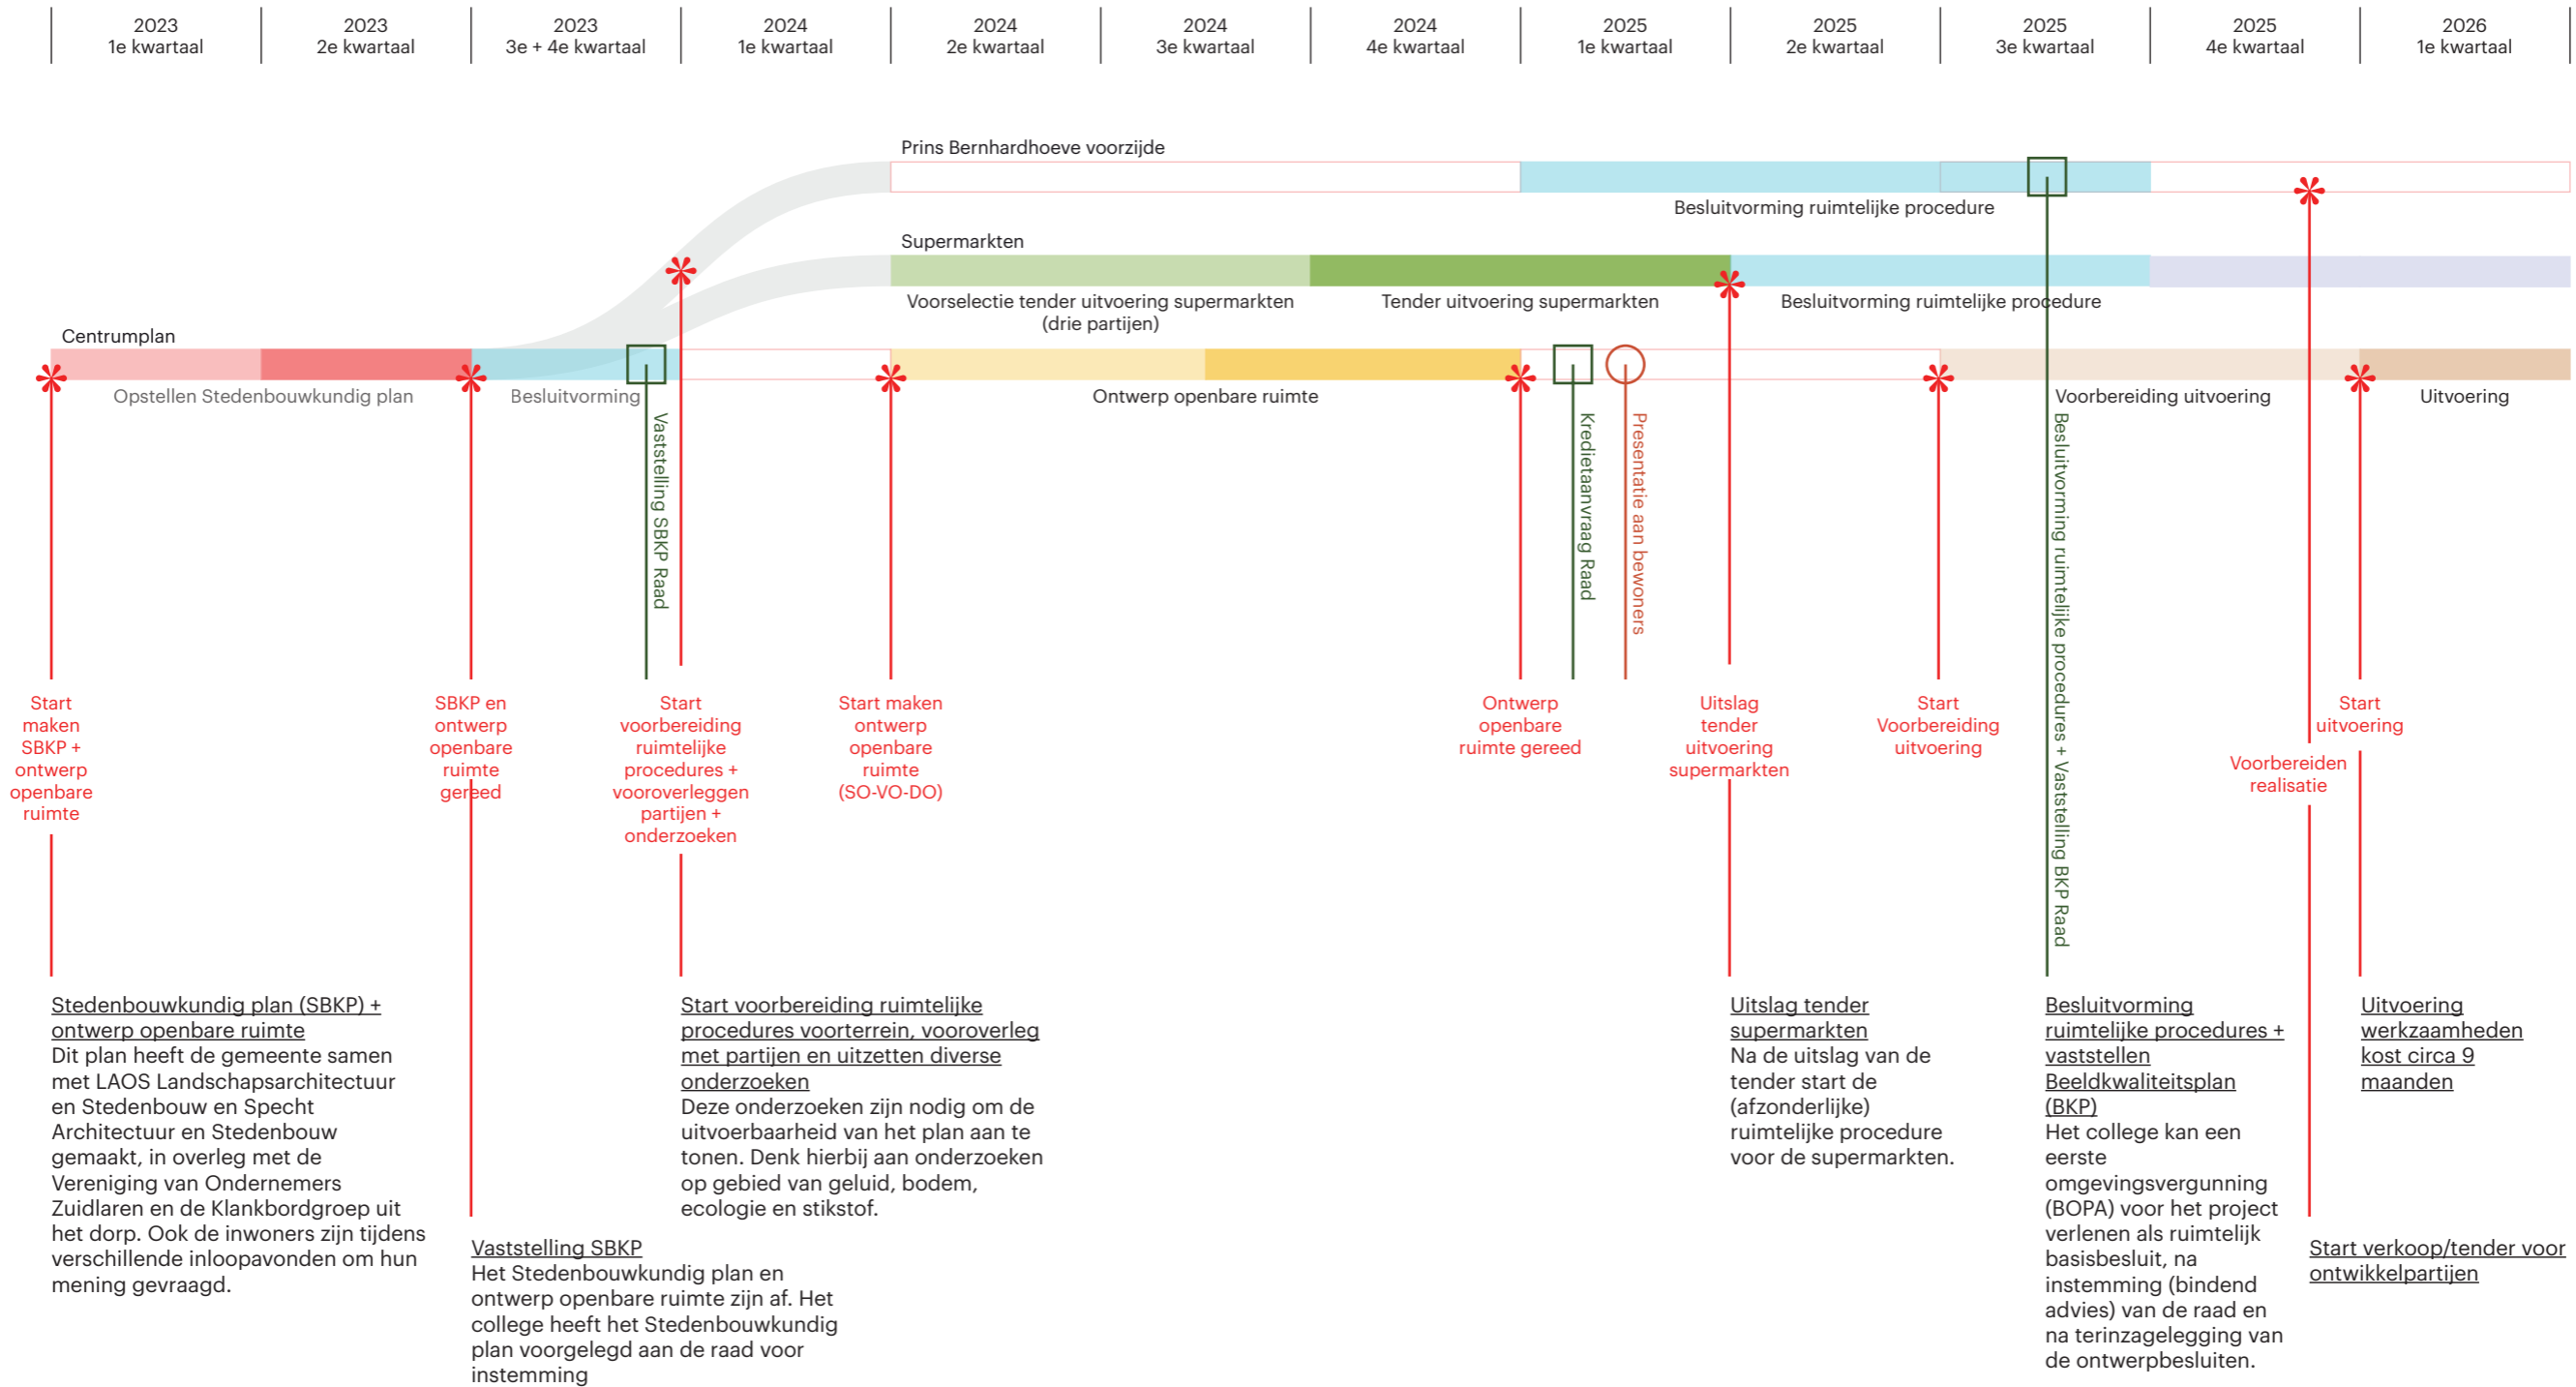 2023
1e kwartaal
2023
2e kwartaal
2023
3e + 4e kwartaal
2024
1e kwartaal
2024
2e kwartaal
2024
3e kwartaal
2024
4e kwartaal
2025
1e kwartaal
2025
2e kwartaal
2025
3e kwartaal
2025
4e kwartaal
2026
1e kwartaal
Prins Bernhardhoeve voorzijde
Besluitvorming ruimtelijke procedure
Supermarkten
Voorselectie tender uitvoering supermarkten
(drie partijen)
Tender uitvoering supermarkten
Besluitvorming ruimtelijke procedure
Centrumplan
Opstellen Stedenbouwkundig plan
Besluitvorming
Ontwerp openbare ruimte
Voorbereiding uitvoering
Uitvoering
Vaststelling SBKP Raad
Kredietaanvraag Raad
Presentatie aan bewoners
Besluitvorming ruimtelijke procedures + Vaststelling BKP Raad
Start
maken
SBKP +
ontwerp
openbare
ruimte
SBKP en
ontwerp
openbare
ruimte
gereed
Start
voorbereiding
ruimtelijke
procedures +
vooroverleggen
partijen +
onderzoeken
Start maken
ontwerp
openbare
ruimte
(SO-VO-DO)
Ontwerp
openbare
ruimte gereed
Uitslag
tender
uitvoering
supermarkten
Start
Voorbereiding
uitvoering
Voorbereiden
realisatie
Start
uitvoering
Stedenbouwkundig plan (SBKP) +
ontwerp openbare ruimte
Dit plan heeft de gemeente samen
met LAOS Landschapsarchitectuur
en Stedenbouw en Specht
Architectuur en Stedenbouw
gemaakt, in overleg met de
Vereniging van Ondernemers
Zuidlaren en de Klankbordgroep uit
het dorp. Ook de inwoners zijn tijdens
verschillende inloopavonden om hun
mening gevraagd.
Vaststelling SBKP
Het Stedenbouwkundig plan en
ontwerp openbare ruimte zijn af. Het
college heeft het Stedenbouwkundig
plan voorgelegd aan de raad voor
instemming
Start voorbereiding ruimtelijke
procedures voorterrein, vooroverleg
met partijen en uitzetten diverse
onderzoeken
Deze onderzoeken zijn nodig om de
uitvoerbaarheid van het plan aan te
tonen. Denk hierbij aan onderzoeken
op gebied van geluid, bodem,
ecologie en stikstof.
Uitslag tender
supermarkten
Na de uitslag van de
tender start de
(afzonderlijke)
ruimtelijke procedure
voor de supermarkten.
Besluitvorming
ruimtelijke procedures +
vaststellen
Beeldkwaliteitsplan
(BKP)
Het college kan een
eerste
omgevingsvergunning
(BOPA) voor het project
verlenen als ruimtelijk
basisbesluit, na
instemming (bindend
advies) van de raad en
na terinzagelegging van
de ontwerpbesluiten.
Uitvoering
werkzaamheden
kost circa 9
maanden
Start verkoop/tender voor
ontwikkelpartijen